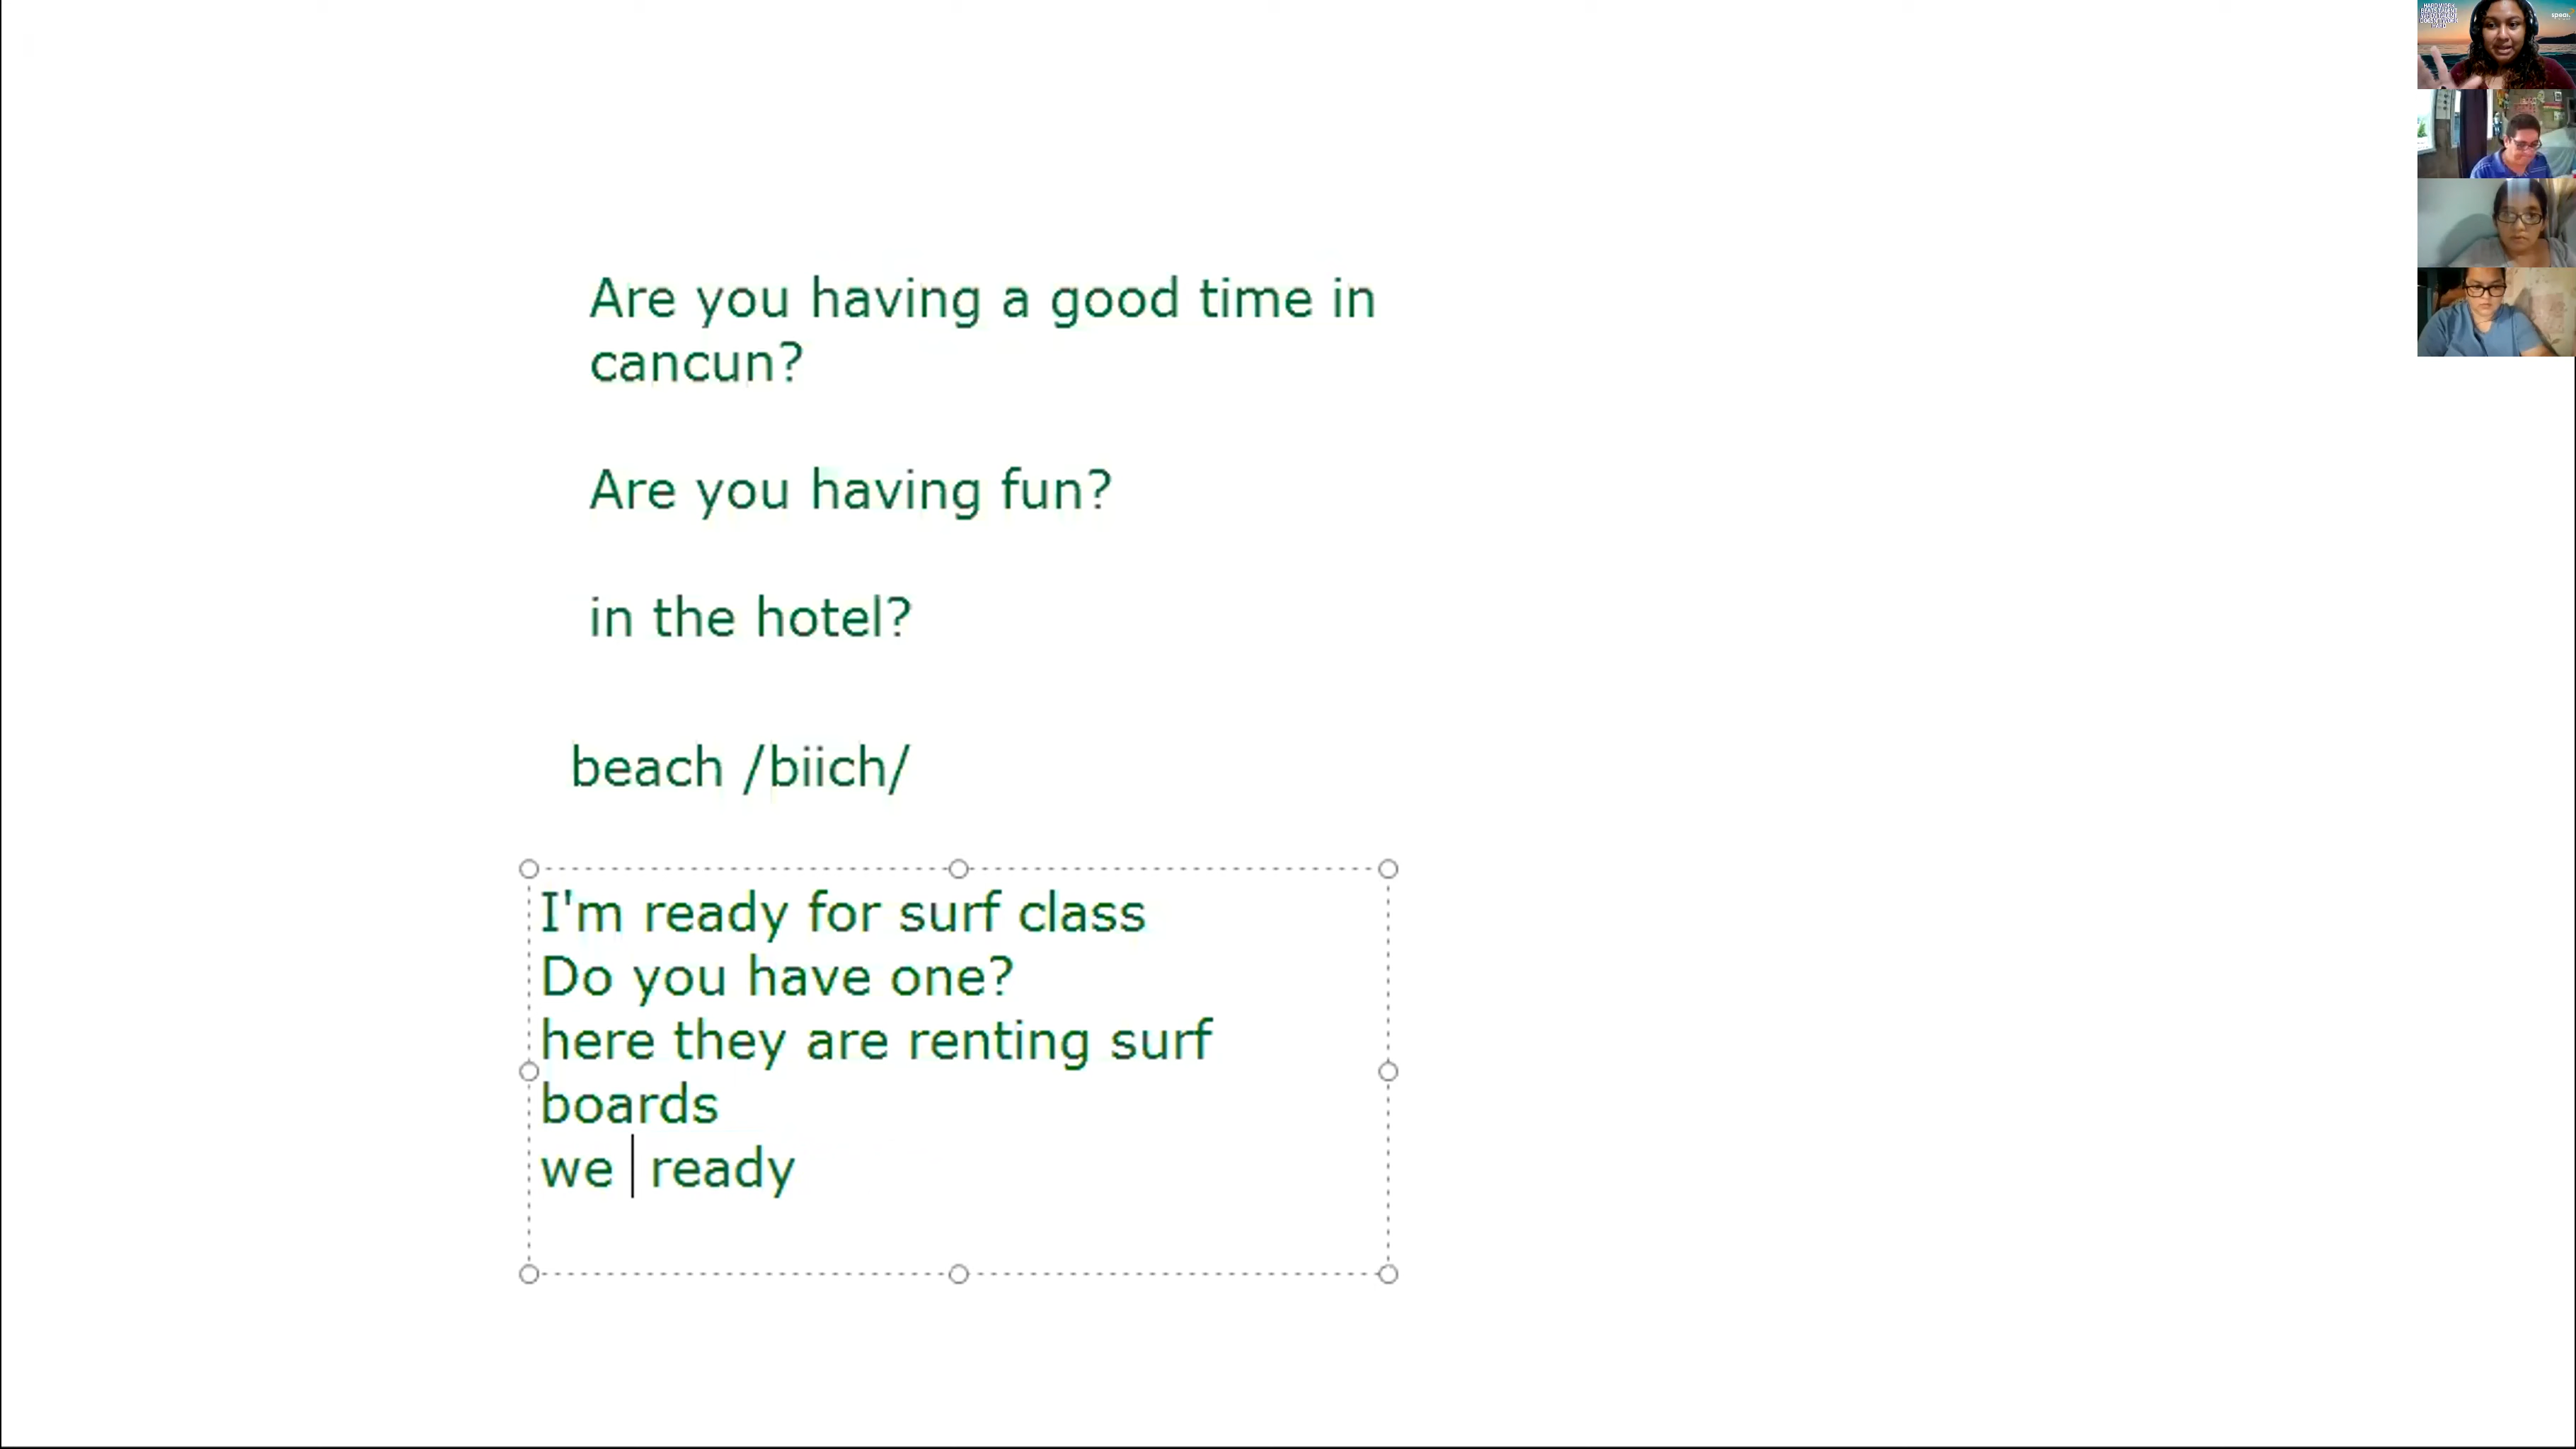 Are you having a good time in
cancun?
Are you having fun?
in the hotel?
beach /biich/
I'm ready for surf class
Do you have one?
here they are renting surf
boards
we ready